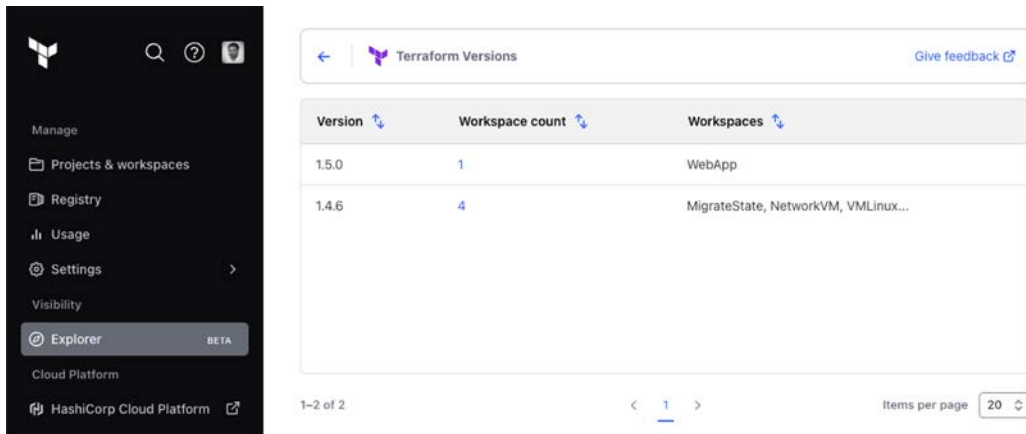 Terraform Versions
Give feedback
Manage
Projects & workspaces
Registry
Usage
Settings
Visibility
Explorer BETA
Cloud Platform
HashiCorp Cloud Platform
Version Workspace count Workspaces
1.5.0 1 WebApp
1.4.6 4 MigrateState, NetworkVM, VMLinux...
1–2 of 2 1 Items per page 20